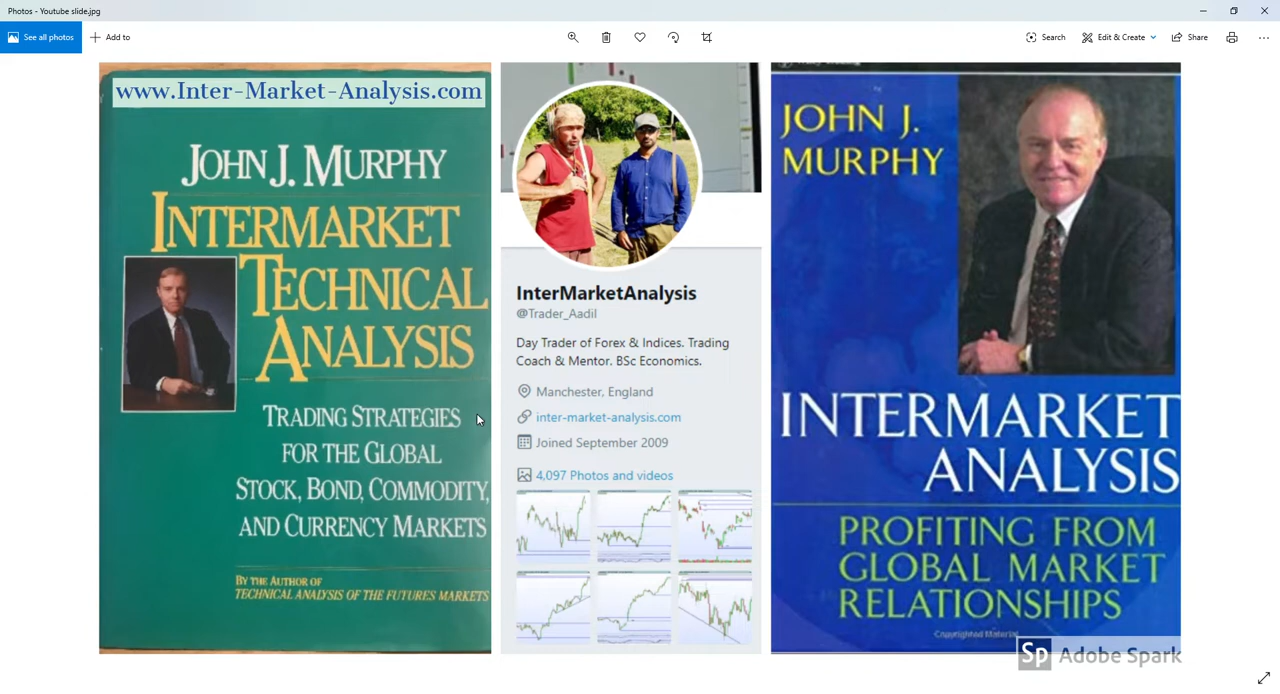 Photos - Youtube slide.jpg
See all photos
Add to
Search
Edit & Create
Share
www.Inter-Market-Analysis.com
JOHN J. MURPHY
INTERMARKET
TECHNICAL
ANALYSIS
TRADING STRATEGIES
FOR THE GLOBAL
STOCK, BOND, COMMODITY,
AND CURRENCY MARKETS
BY THE AUTHOR OF
TECHNICAL ANALYSIS OF THE FUTURES MARKETS
InterMarketAnalysis
@Trader_Aadil
Day Trader of Forex & Indices. Trading
Coach & Mentor. BSc Economics.
Manchester, England
inter-market-analysis.com
Joined September 2009
4,097 Photos and videos
JOHN J.
MURPHY
INTERMARKET
ANALYSIS
PROFITING FROM
GLOBAL MARKET
RELATIONSHIPS
Copyrighted Material
Sp Adobe Spark